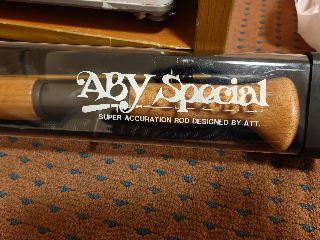 ABY Special
SUPER ACCURATION ROD DESIGNED BY ATT.